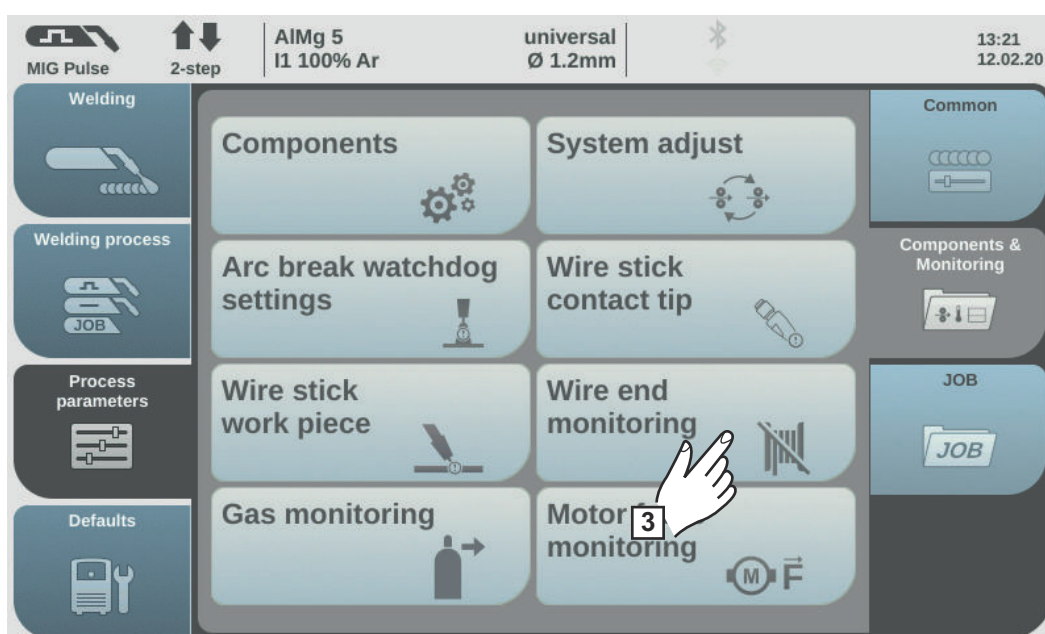 MIG Pulse
2-step
AlMg 5
I1 100% Ar
universal
Ø 1.2mm
13:21
12.02.20
Welding
Welding process
JOB
Process
parameters
Defaults
Components
System adjust
Arc break watchdog
settings
Wire stick
contact tip
Wire stick
work piece
Wire end
monitoring
Gas monitoring
Motor
monitoring
M F
3
Common
Components &
Monitoring
JOB
JOB